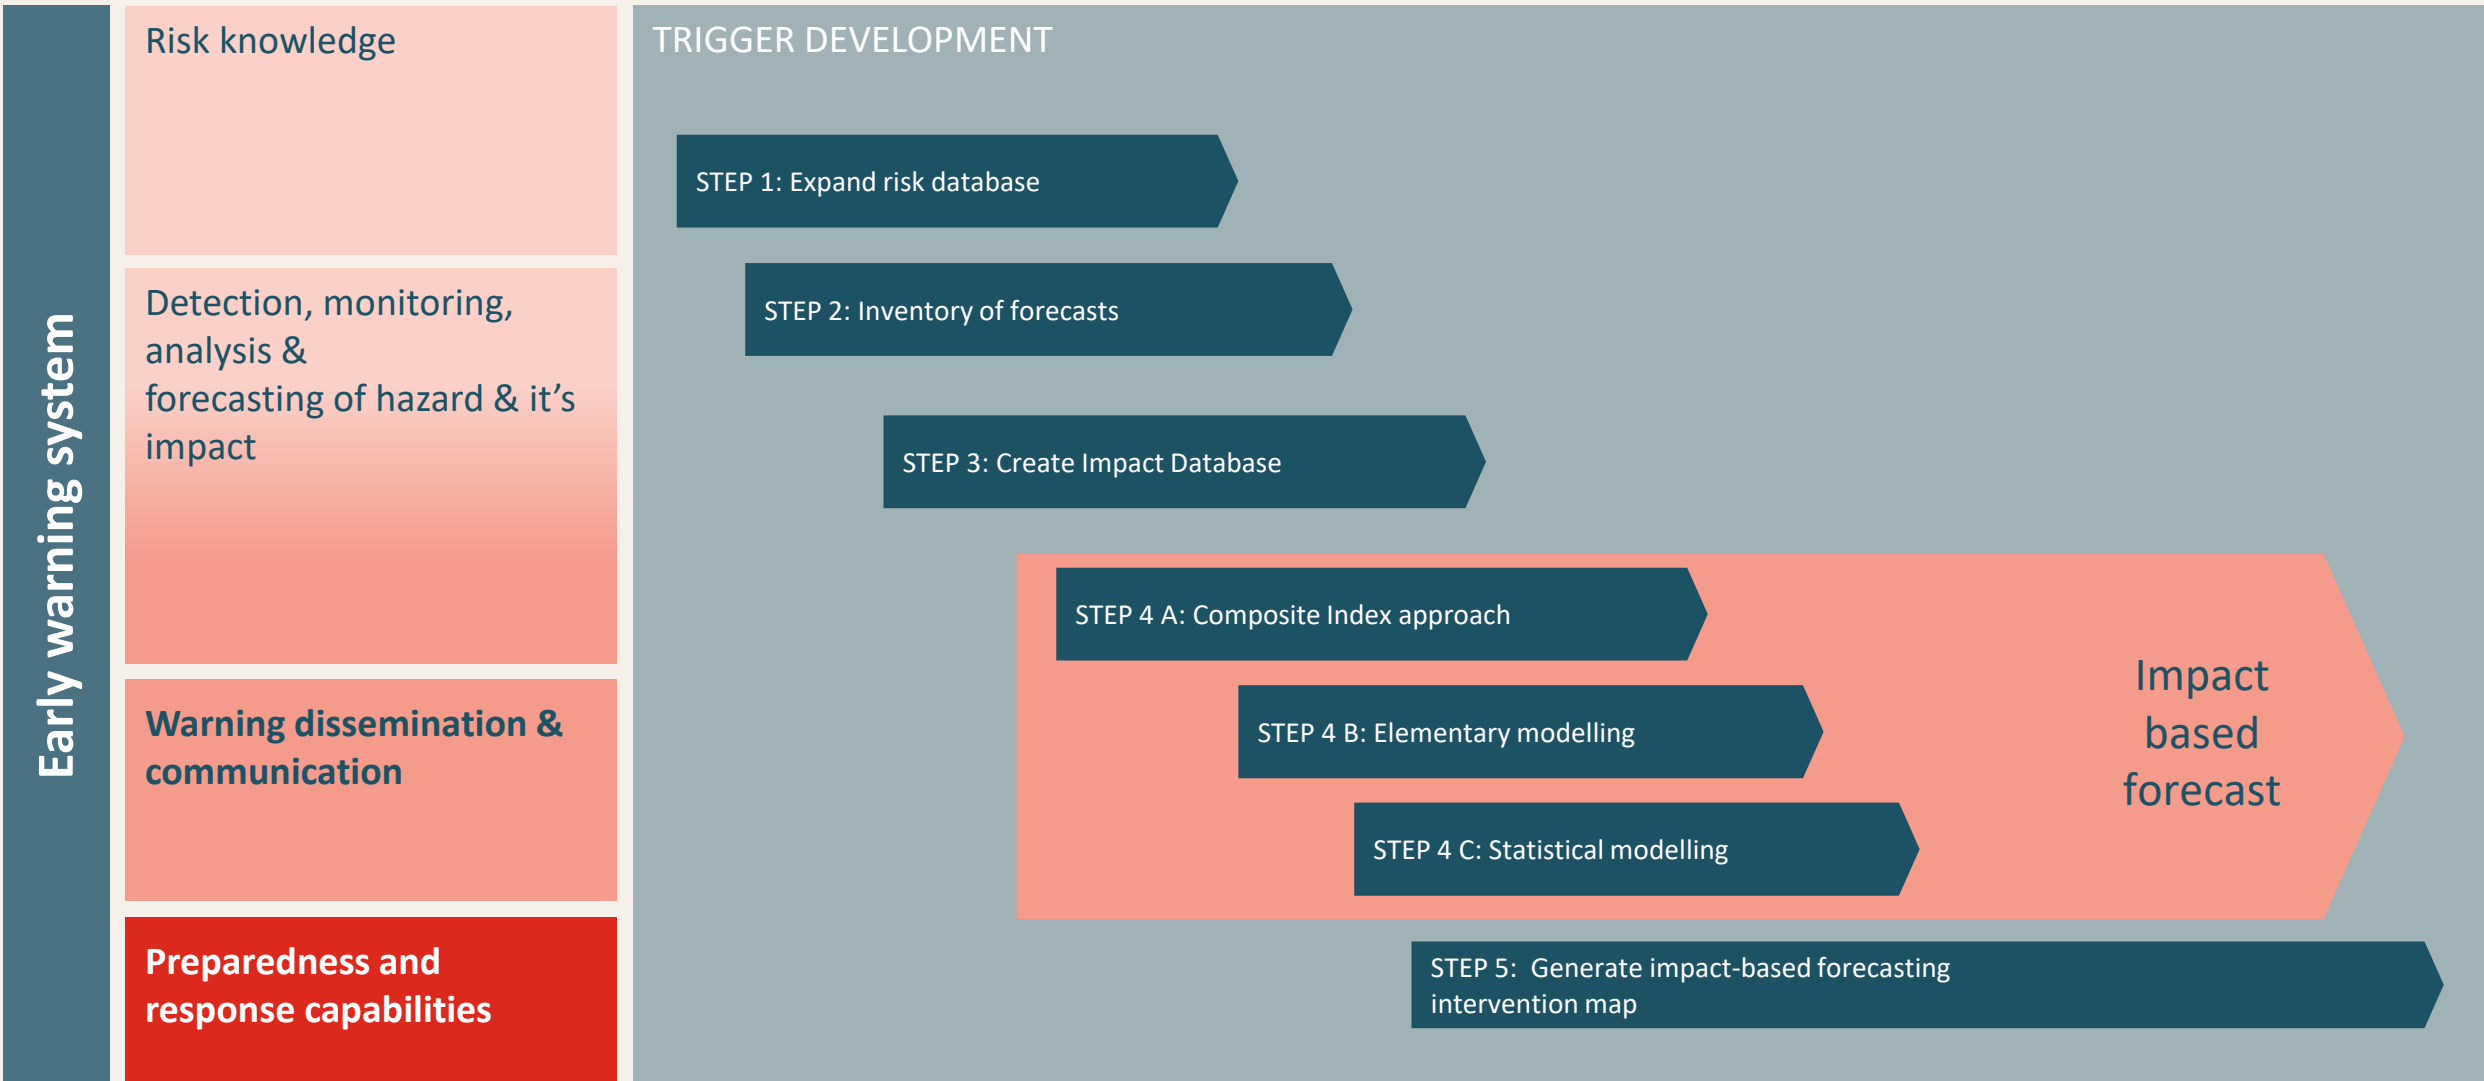 Early warning system
Risk knowledge
Detection, monitoring,
analysis &
forecasting of hazard & it’s
impact
Warning dissemination &
communication
Preparedness and
response capabilities
TRIGGER DEVELOPMENT
STEP 1: Expand risk database
STEP 2: Inventory of forecasts
STEP 3: Create Impact Database
STEP 4 A: Composite Index approach
STEP 4 B: Elementary modelling
STEP 4 C: Statistical modelling
Impact
based
forecast
STEP 5:  Generate impact-based forecasting
intervention map